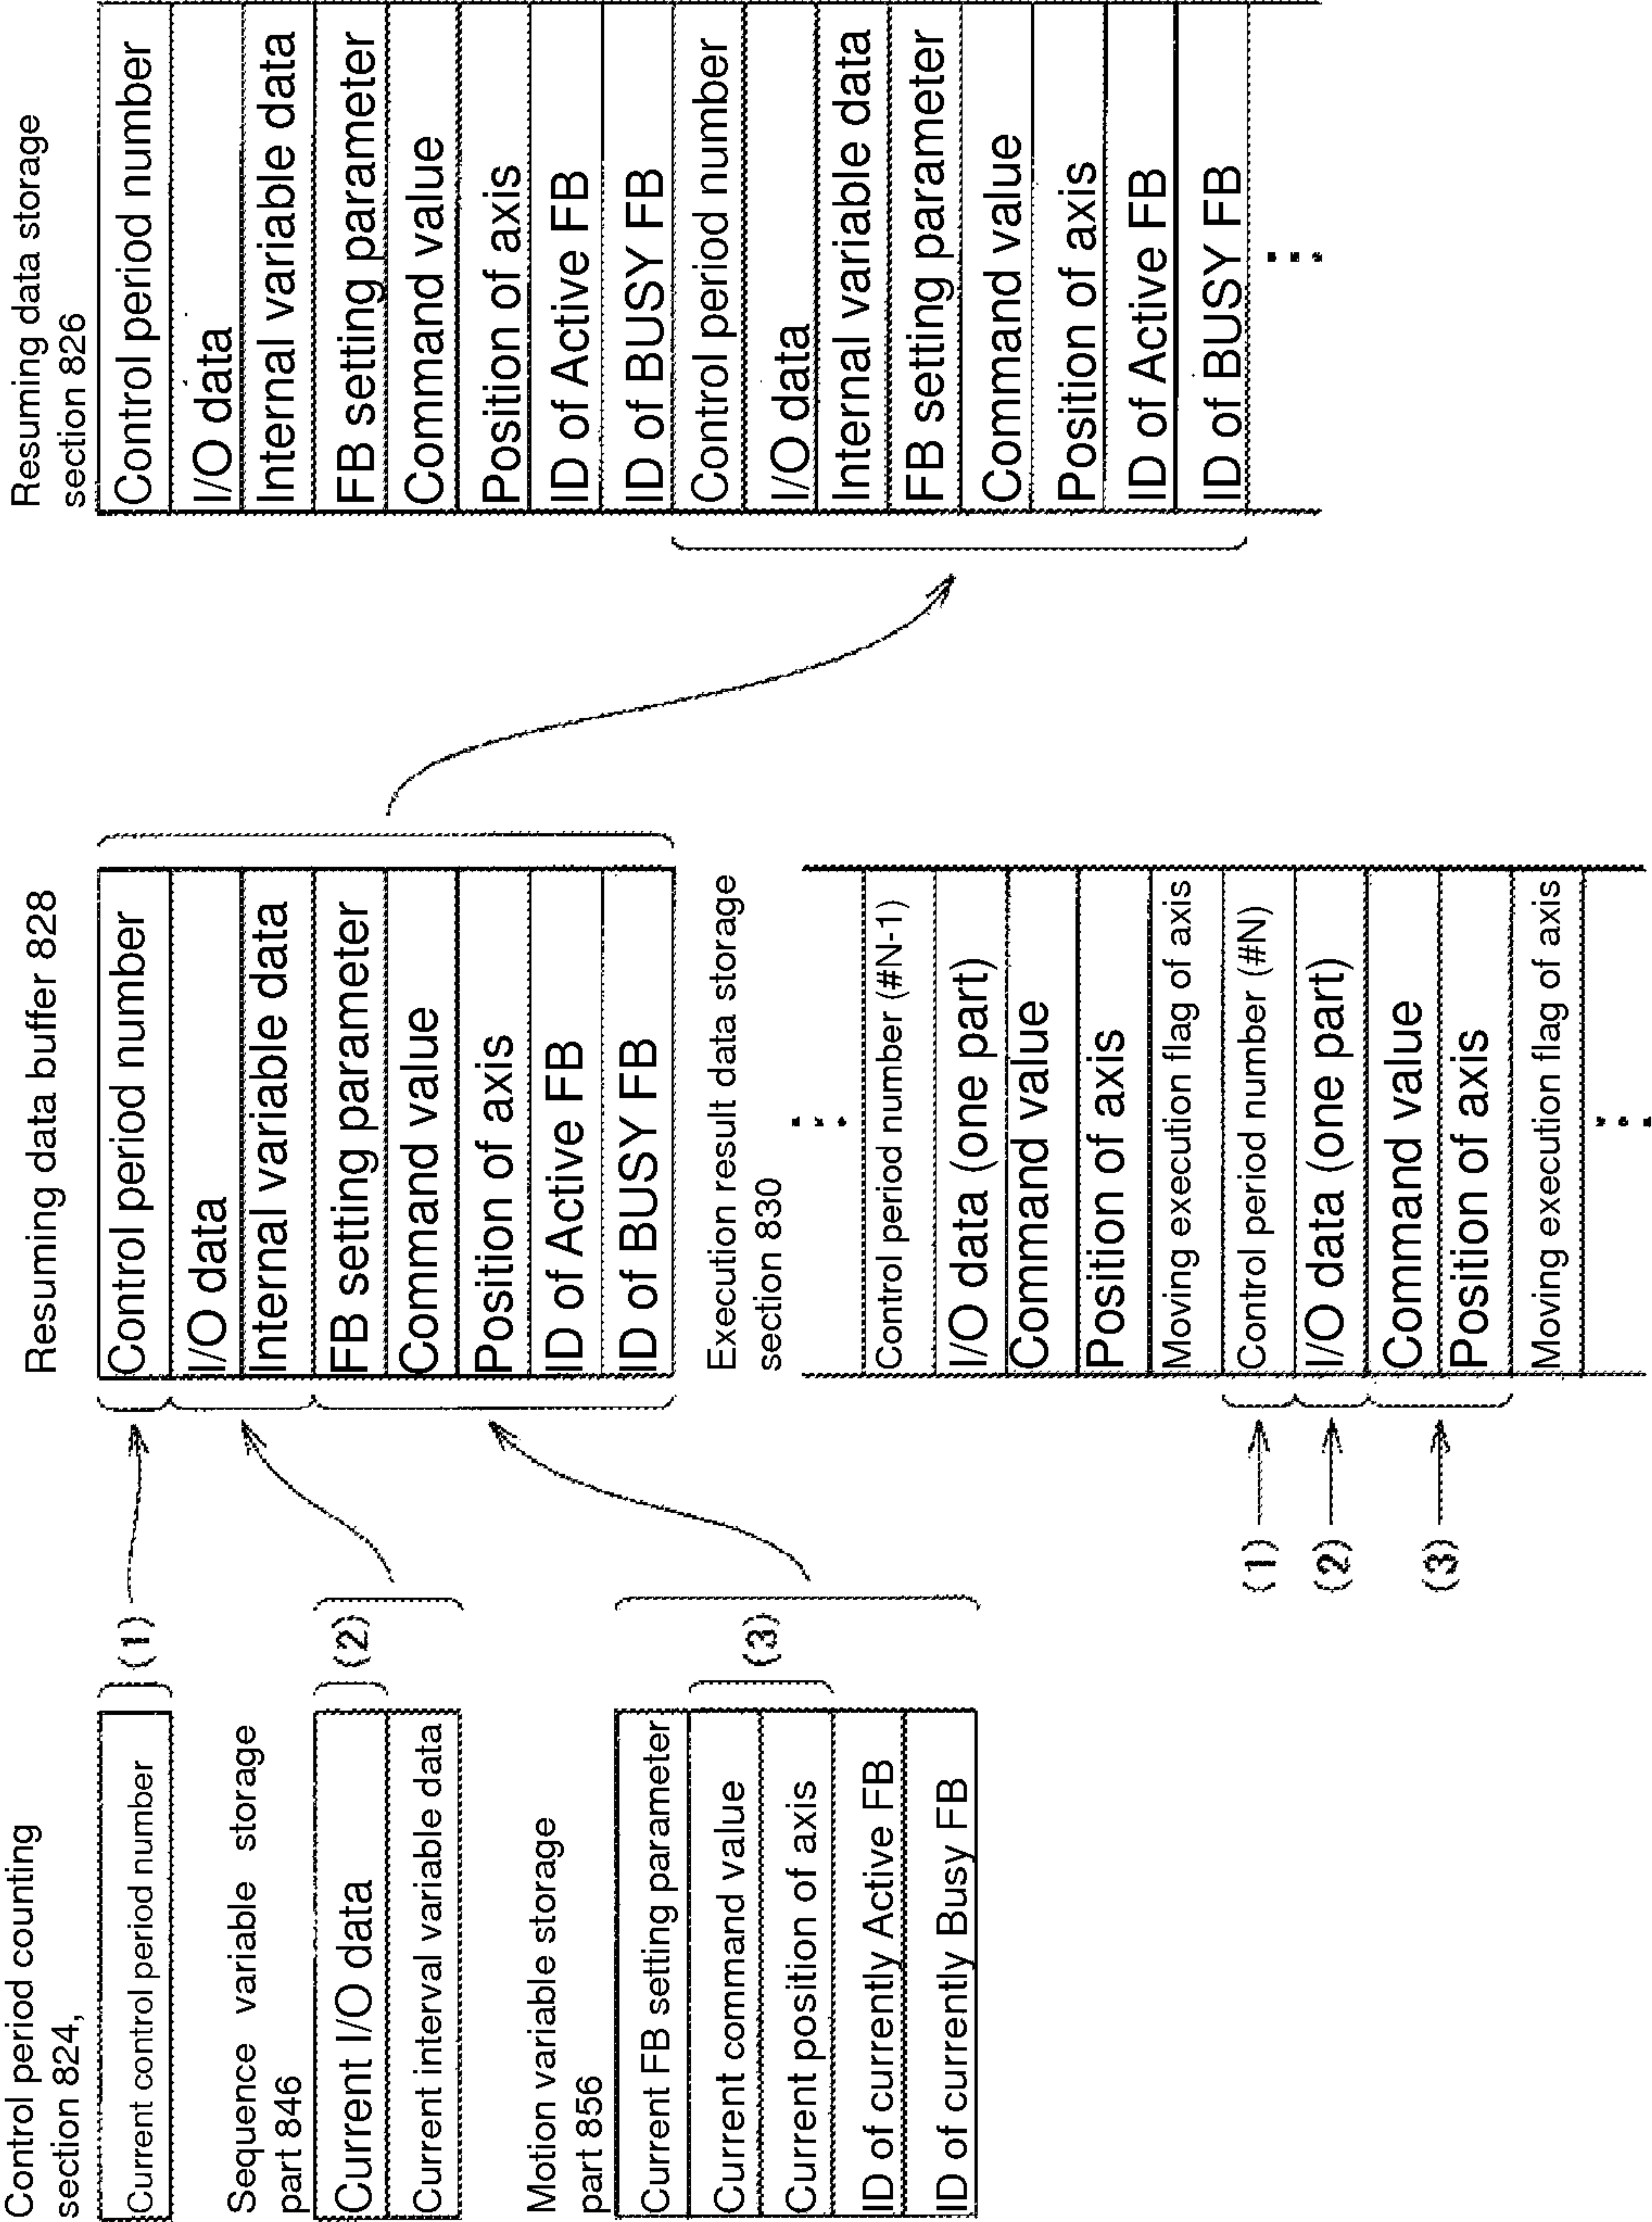 Control period counting
section 824,
Current control period number
(1)
Sequence variable storage
part 846
Current I/O data
Current interval variable data
(2)
Motion variable storage
part 856
Current FB setting parameter
Current command value
Current position of axis
ID of currently Active FB
ID of currently Busy FB
(3)
Resuming data buffer 828
Control period number
I/O data
Internal variable data
FB setting parameter
Command value
Position of axis
ID of Active FB
ID of BUSY FB
Execution result data storage
section 830
Control period number (#N-1)
I/O data (one part)
Command value
Position of axis
Moving execution flag of axis
Control period number (#N)
I/O data (one part)
Command value
Position of axis
Moving execution flag of axis
(1)
(2)
(3)
Resuming data storage
section 826
Control period number
I/O data
Internal variable data
FB setting parameter
Command value
Position of axis
ID of Active FB
ID of BUSY FB
Control period number
I/O data
Internal variable data
FB setting parameter
Command value
Position of axis
ID of Active FB
ID of BUSY FB